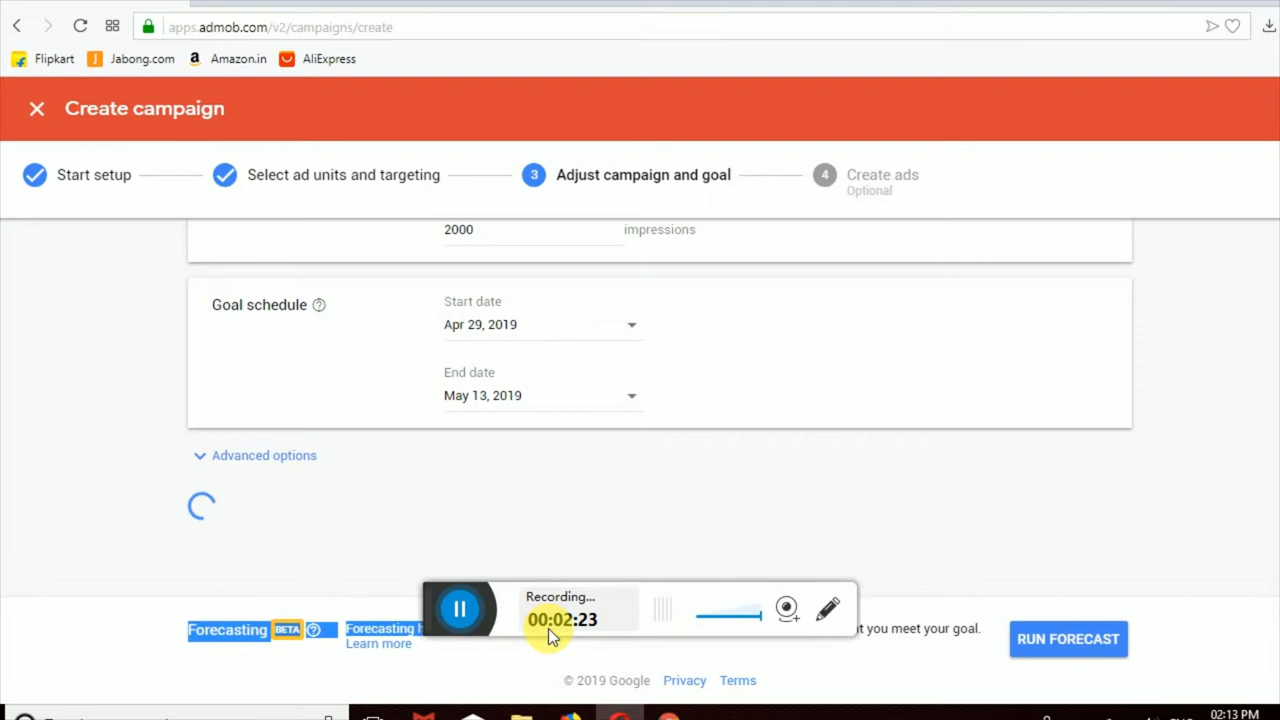 apps.admob.com/v2/campaigns/create
Flipkart
Jabong.com
Amazon.in
AliExpress
Create campaign
Start setup
Select ad units and targeting
3
Adjust campaign and goal
4
Create ads
Optional
2000
impressions
Goal schedule
Start date
Apr 29, 2019
End date
May 13, 2019
Advanced options
Recording...
00:02:23
Forecasting BETA
Forecasting
Learn more
t you meet your goal.
RUN FORECAST
© 2019 Google Privacy Terms
02:13 PM